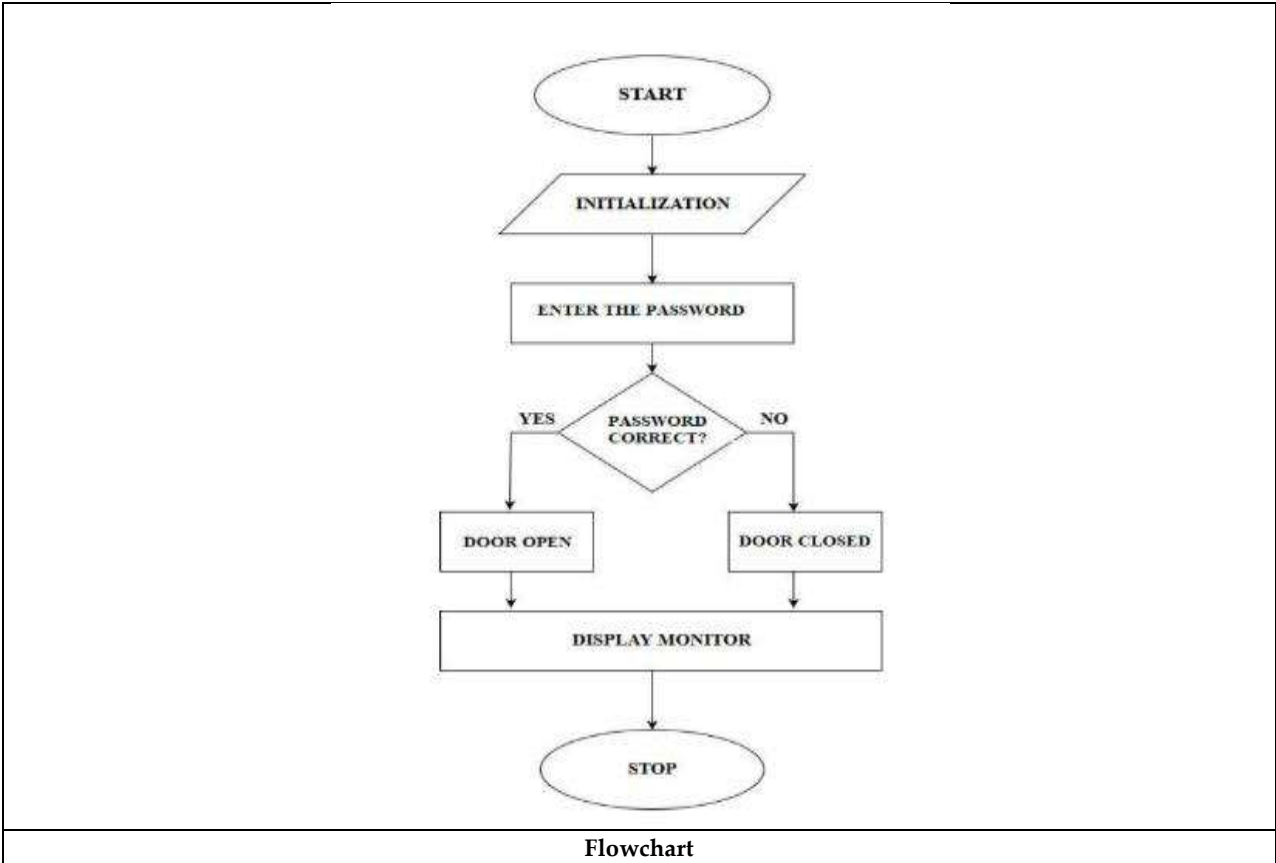 START
INITIALIZATION
ENTER THE PASSWORD
YES
PASSWORD
CORRECT?
NO
DOOR OPEN
DOOR CLOSED
DISPLAY MONITOR
STOP
Flowchart